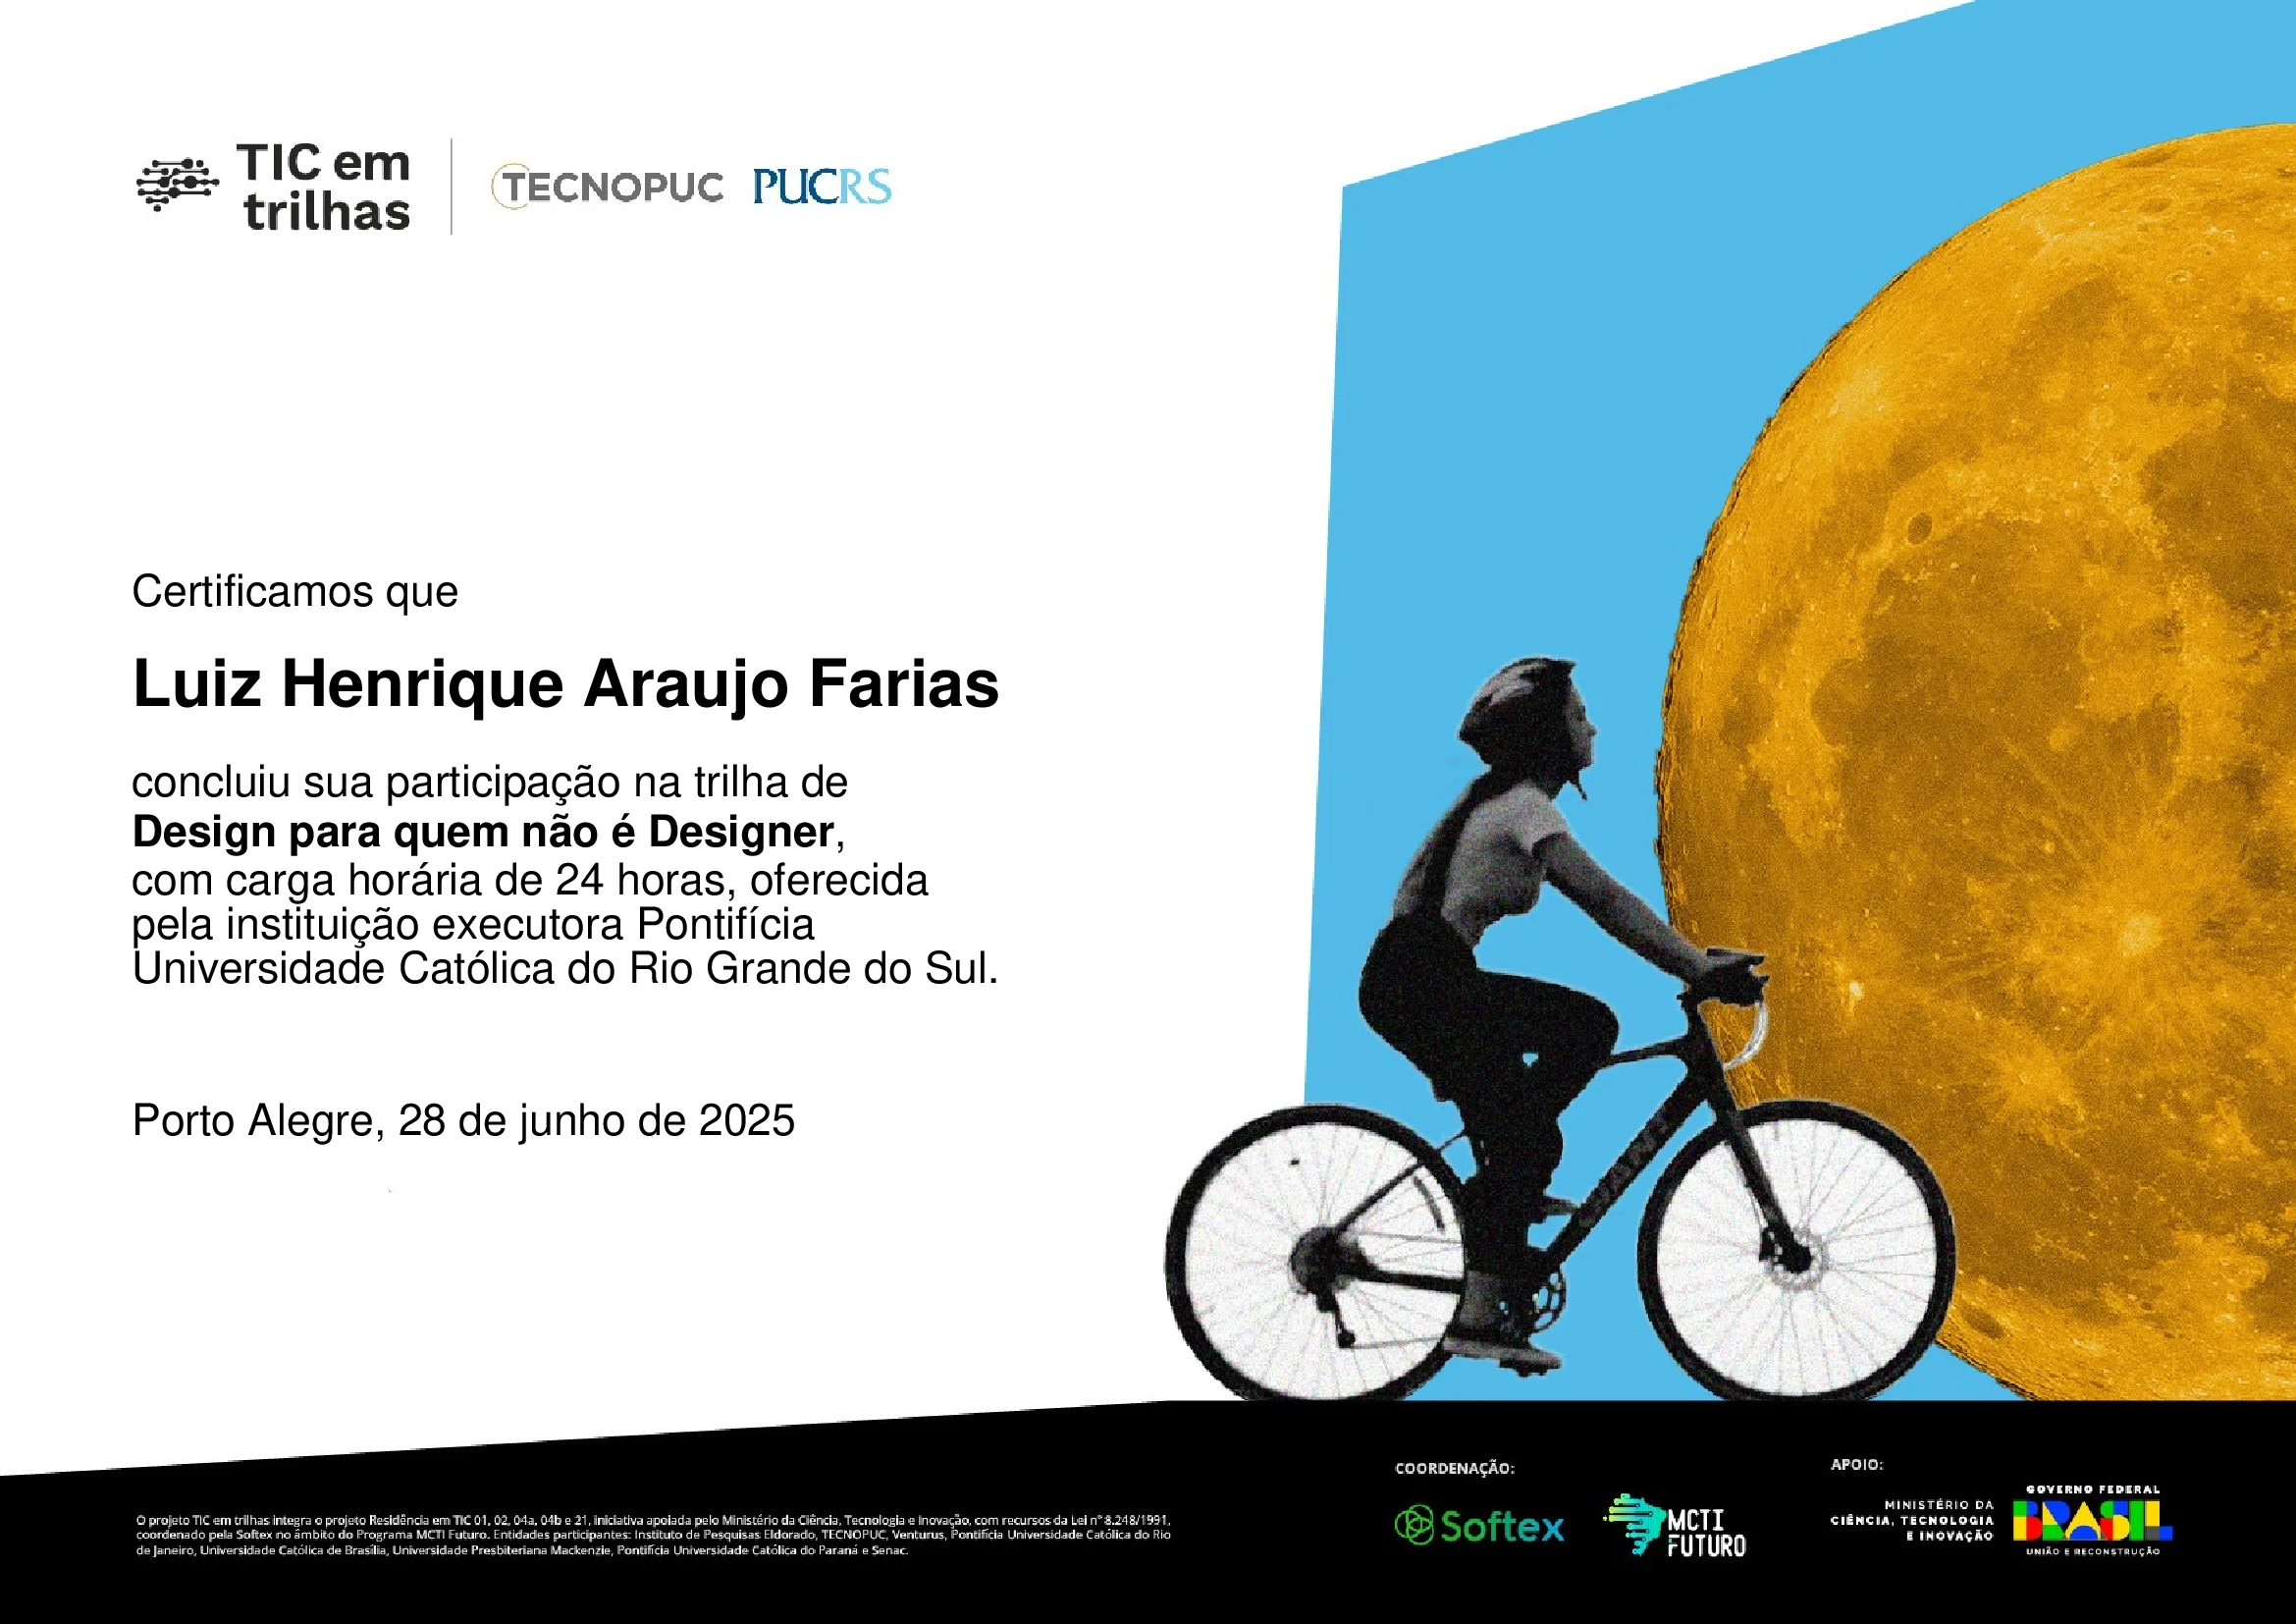 TIC em
trilhas
TECNOPUC PUCRS
Certificamos que
Luiz Henrique Araujo Farias
concluiu sua participação na trilha de
Design para quem não é Designer,
com carga horária de 24 horas, oferecida
pela instituição executora Pontifícia
Universidade Católica do Rio Grande do Sul.
Porto Alegre, 28 de junho de 2025
GIANT
O projeto TIC em trilhas integra o projeto Residência em TIC 01, 02, 04a, 04b e 21, iniciativa apoiada pelo Ministério da Ciência, Tecnologia e Inovação, com recursos da Lei nº 8.248/1991,
coordenado pela Softex no âmbito do Programa MCTI Futuro. Entidades participantes: Instituto de Pesquisas Eldorado, TECNOPUC, Venturus, Pontifícia Universidade Católica do Rio
de Janeiro, Universidade Católica de Brasília, Universidade Presbiteriana Mackenzie, Pontifícia Universidade Católica do Paraná e Senac.
COORDENAÇÃO:
Softex
MCTI
FUTURO
APOIO:
MINISTÉRIO DA
CIÊNCIA, TECNOLOGIA
E INOVAÇÃO
GOVERNO FEDERAL
BRASIL
UNIÃO E RECONSTRUÇÃO